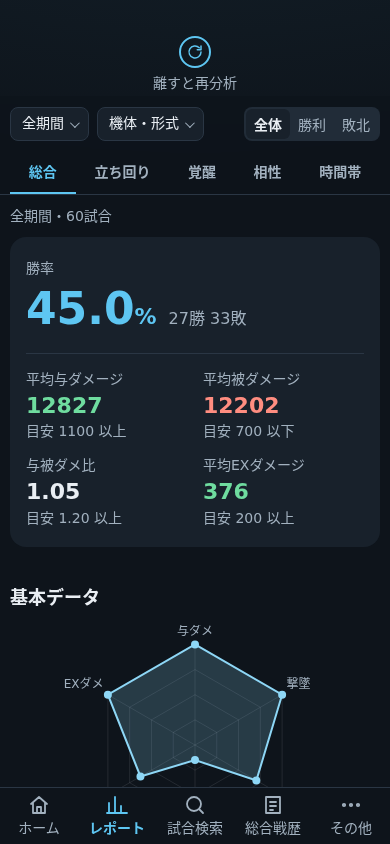 離すと再分析
全期間
機体・形式
全体 勝利 敗北
総合 立ち回り 覚醒 相性 時間帯
全期間・60試合
勝率
45.0% 27勝 33敗
平均与ダメージ 平均被ダメージ
12827 12202
目安 1100 以上 目安 700 以下
与被ダメ比 平均EXダメージ
1.05 376
目安 1.20 以上 目安 200 以上
基本データ
与ダメ
EXダメ 撃墜
ホーム レポート 試合検索 総合戦歴 その他